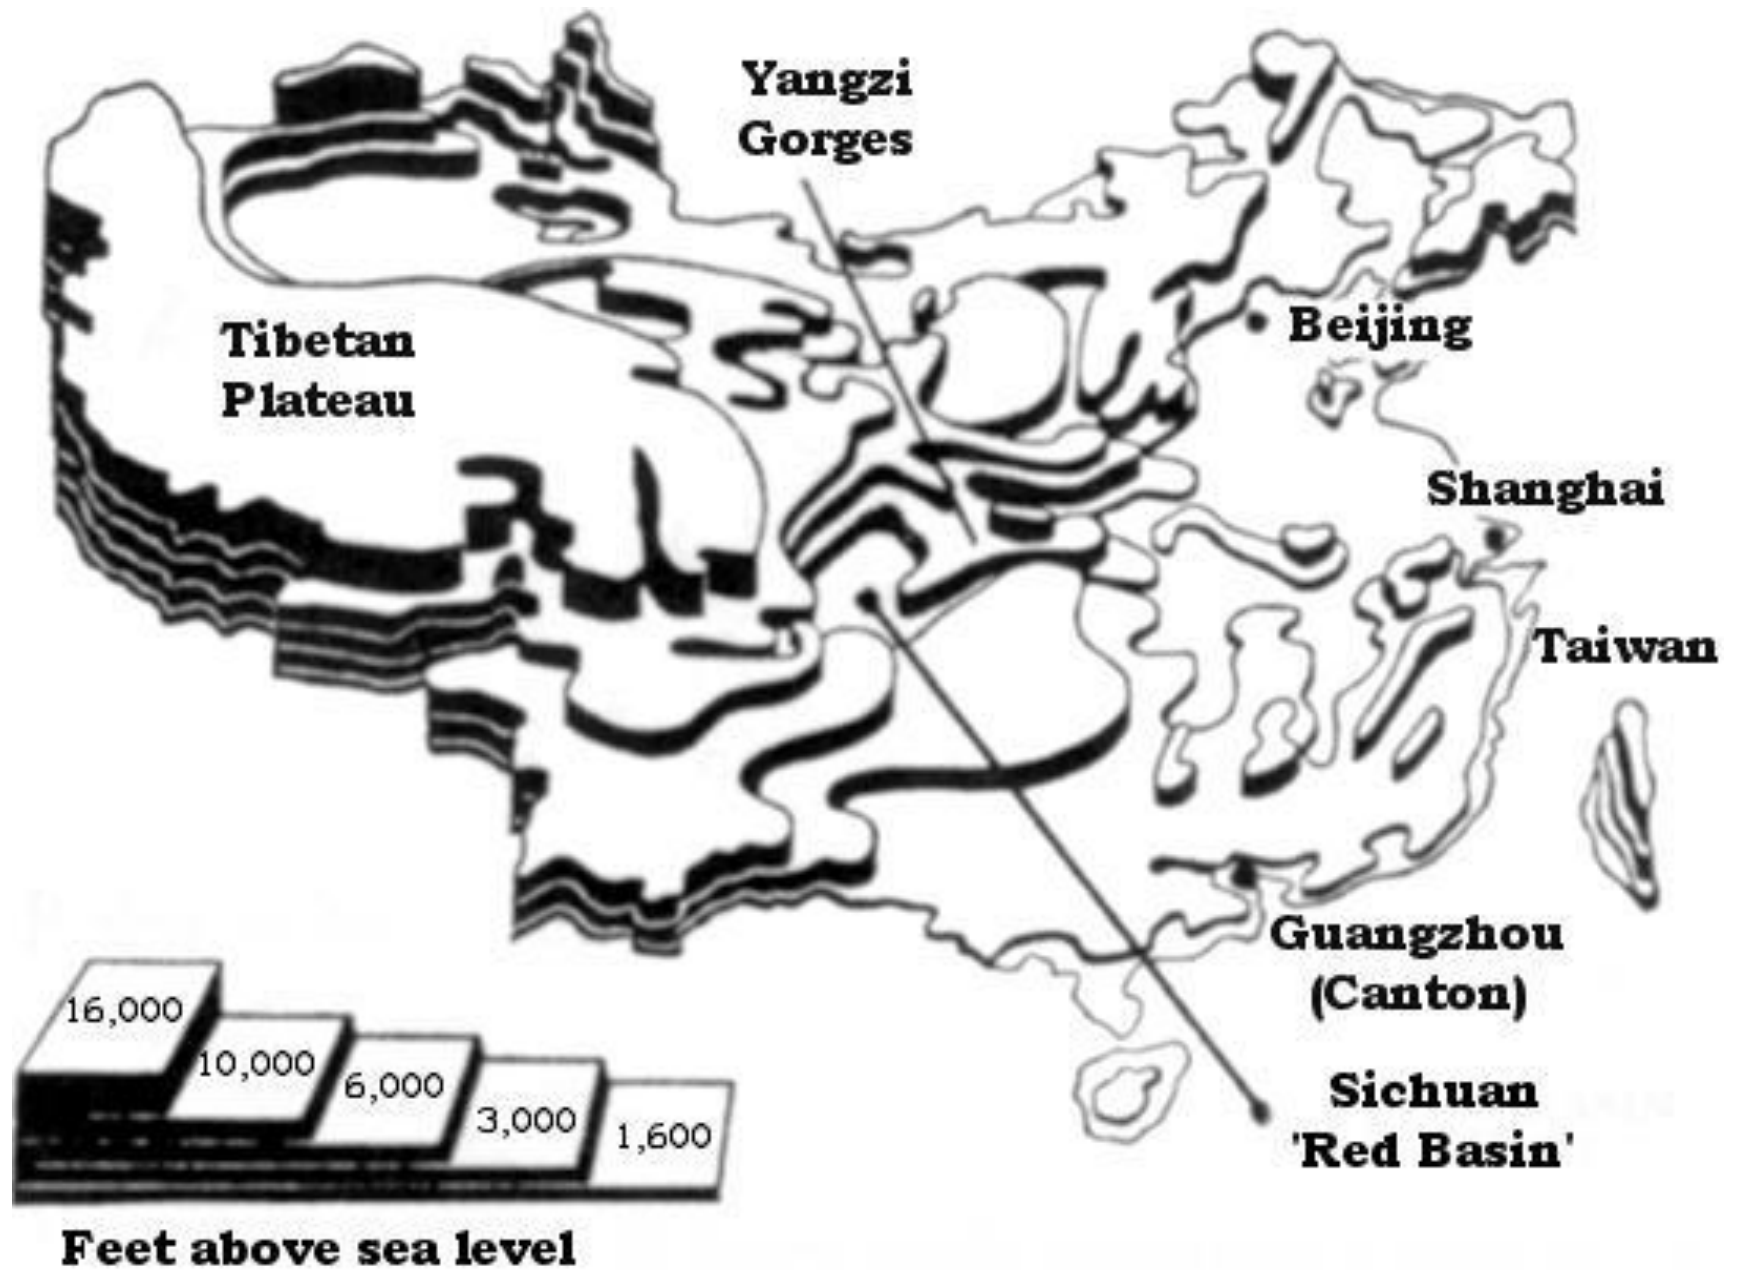 Yangzi
Gorges
Tibetan
Plateau
Beijing
Shanghai
Taiwan
Guangzhou
(Canton)
Sichuan
'Red Basin'
16,000
10,000
6,000
3,000
1,600
Feet above sea level